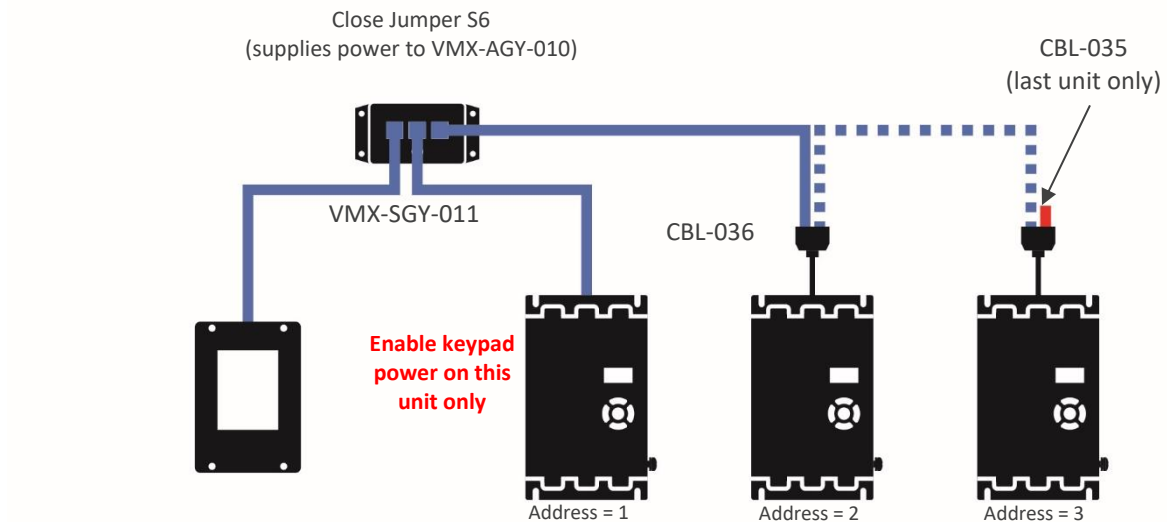 Close Jumper S6
(supplies power to VMX-AGY-010)
CBL-035
(last unit only)
VMX-SGY-011
CBL-036
Enable keypad
power on this
unit only
Address = 1
Address = 2
Address = 3